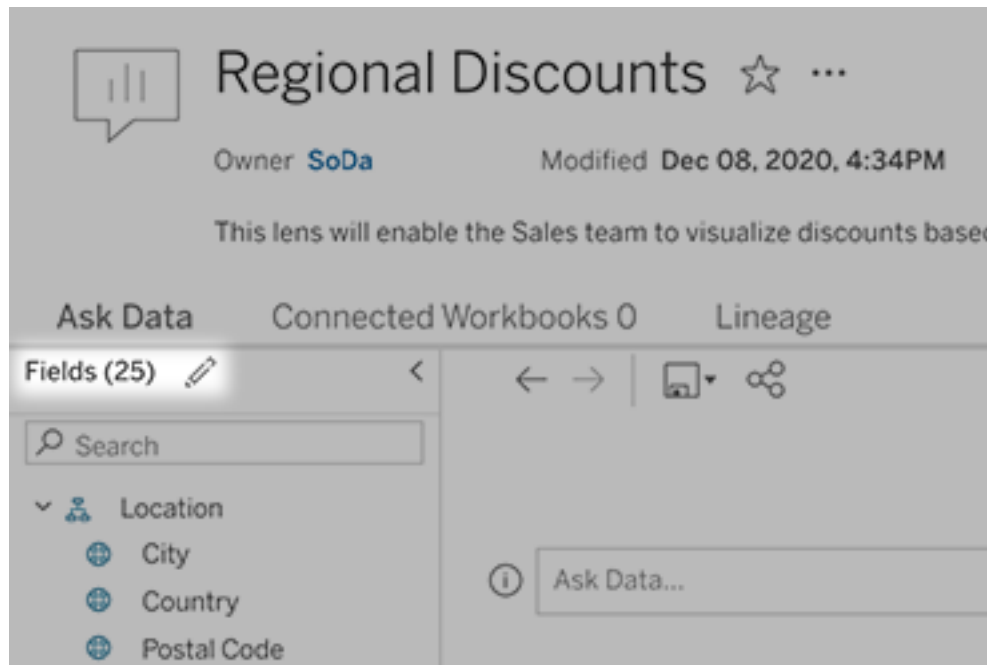 Regional Discounts
Owner SoDa Modified Dec 08, 2020, 4:34PM
This lens will enable the Sales team to visualize discounts based
Ask Data Connected Workbooks 0 Lineage
Fields (25)
Search
Location
City
Ask Data...
Country
Postal Code